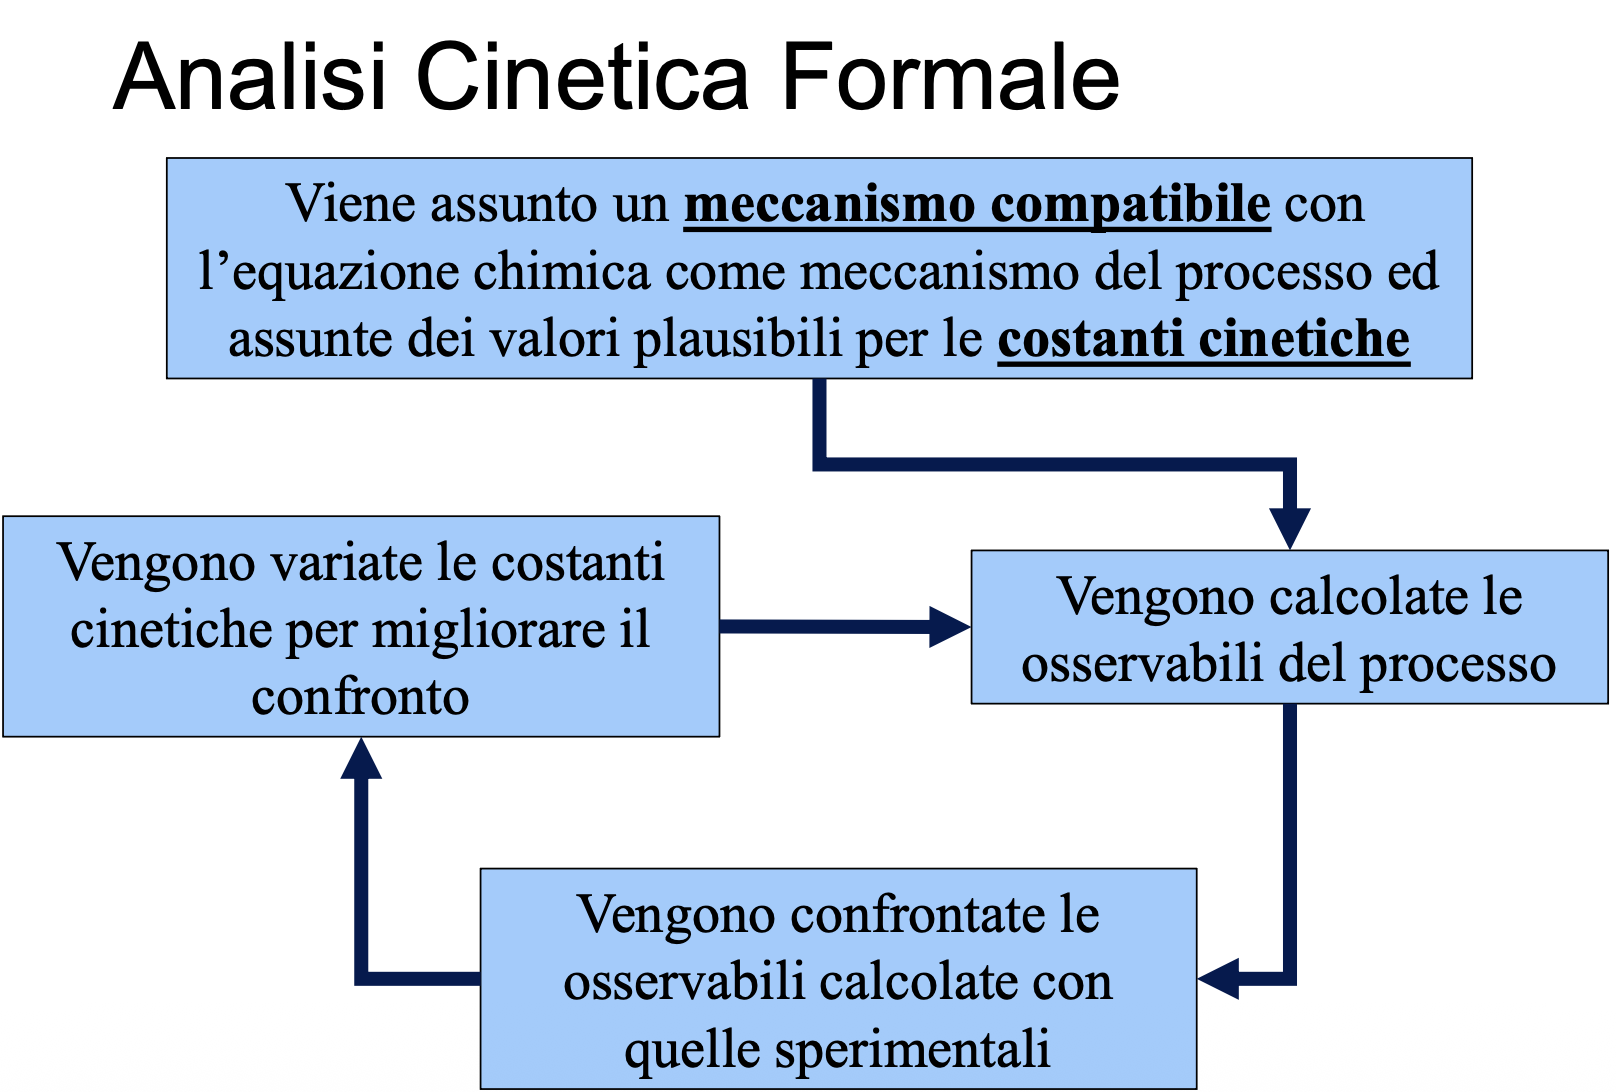 Analisi Cinetica Formale
Viene assunto un meccanismo compatibile con
l’equazione chimica come meccanismo del processo ed
assunte dei valori plausibili per le costanti cinetiche
Vengono variate le costanti
cinetiche per migliorare il
confronto
Vengono calcolate le
osservabili del processo
Vengono confrontate le
osservabili calcolate con
quelle sperimentali